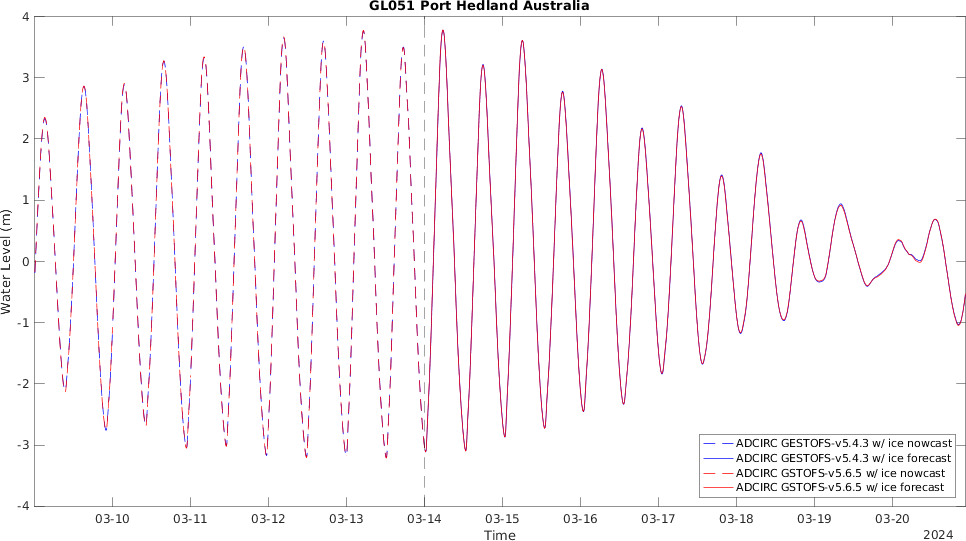 GL051 Port Hedland Australia
4
3
2
1
0
-1
-2
-3
-4
Water Level (m)
ADCIRC GESTOFS-v5.4.3 w/ ice nowcast
ADCIRC GESTOFS-v5.4.3 w/ ice forecast
ADCIRC GSTOFS-v5.6.5 w/ ice nowcast
ADCIRC GSTOFS-v5.6.5 w/ ice forecast
03-10 03-11 03-12 03-13 03-14 03-15 03-16 03-17 03-18 03-19 03-20
Time
2024